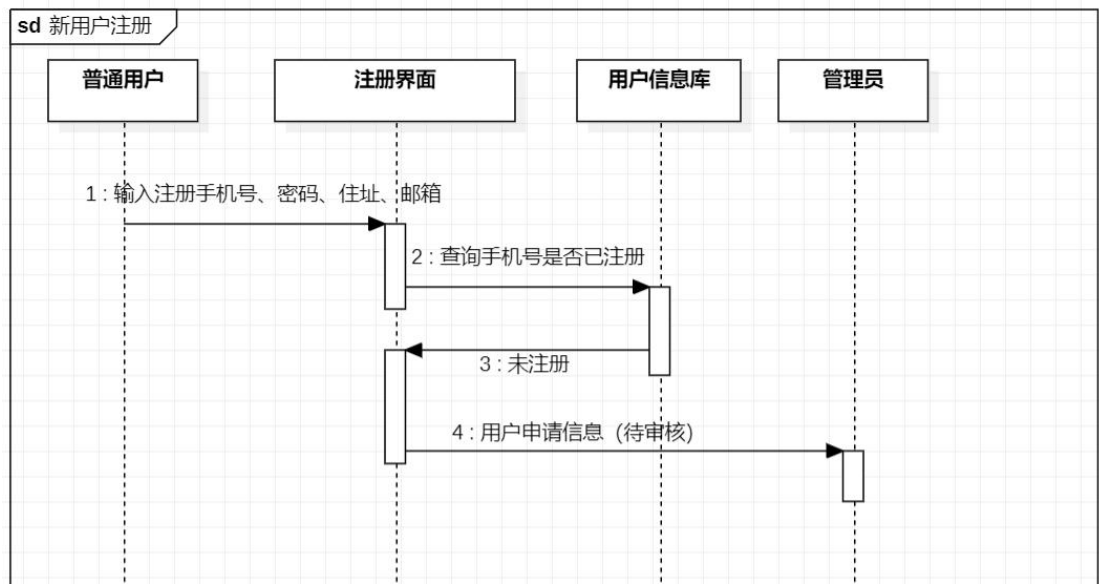 sd 新用户注册
普通用户
注册界面
用户信息库
管理员
1 : 输入注册手机号、密码、住址、邮箱
2 : 查询手机号是否已注册
3 : 未注册
4 : 用户申请信息（待审核）